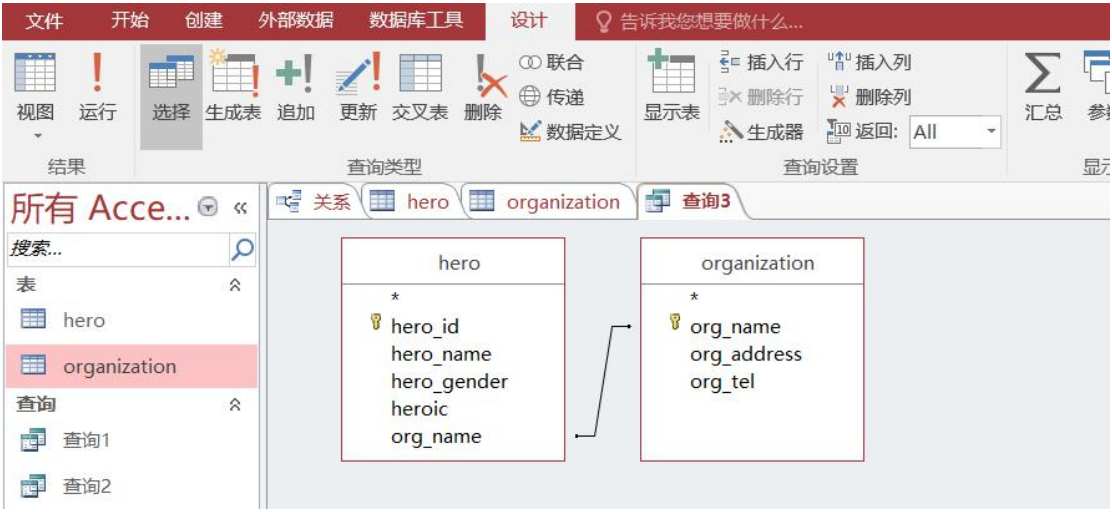 文件 开始 创建 外部数据 数据库工具 设计 告诉我您想要做什么...
视图 运行 选择 生成表 追加 更新 交叉表 删除 联合 传递 数据定义 显示表 插入行 删除行 生成器 插入列 删除列 返回: All 汇总
结果 查询类型 查询设置
所有 Acce... «
关系 hero organization 查询3
搜索...
表
hero
organization
查询
查询1
查询2
hero
*
hero_id
hero_name
hero_gender
heroic
org_name
organization
*
org_name
org_address
org_tel